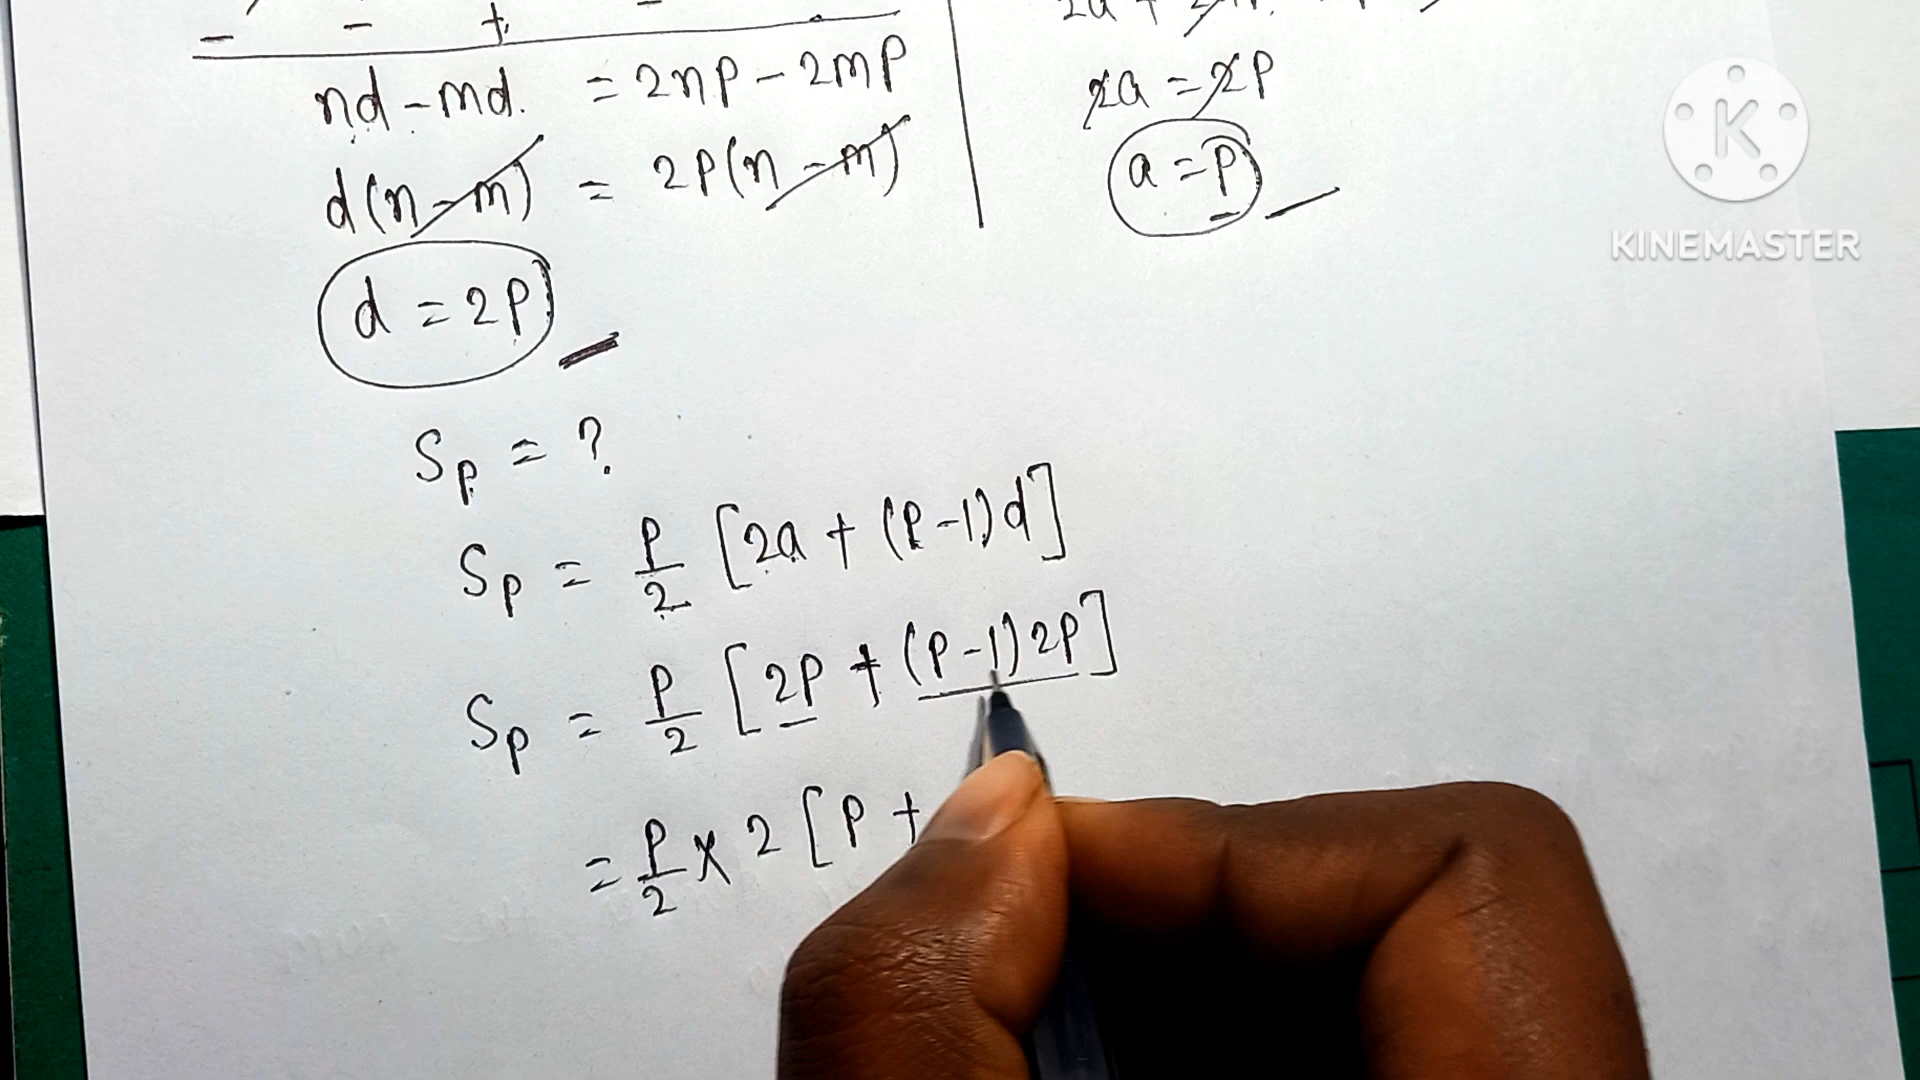 - - +
nd - md. = 2np - 2mp
d(n - m) = 2p(n - m)
d = 2p
2a = 2p
a = p
Sp = ?
Sp = p/2 [2a + (p-1)d]
Sp = p/2 [2p + (p-1)2p]
= p/2 x 2 [p +
K
KINEMASTER